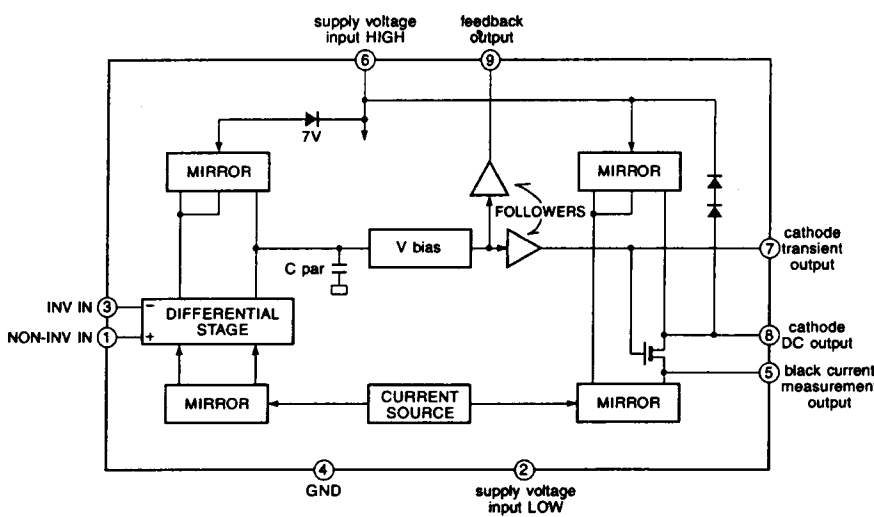 supply voltage
input HIGH
feedback
output
6
9
7V
MIRROR
MIRROR
FOLLOWERS
V bias
C par
7
cathode
transient
output
INV IN
3
−
DIFFERENTIAL
STAGE
NON-INV IN
1
+
8
cathode
DC output
5
black current
measurement
output
MIRROR
CURRENT
SOURCE
MIRROR
4
GND
2
supply voltage
input LOW